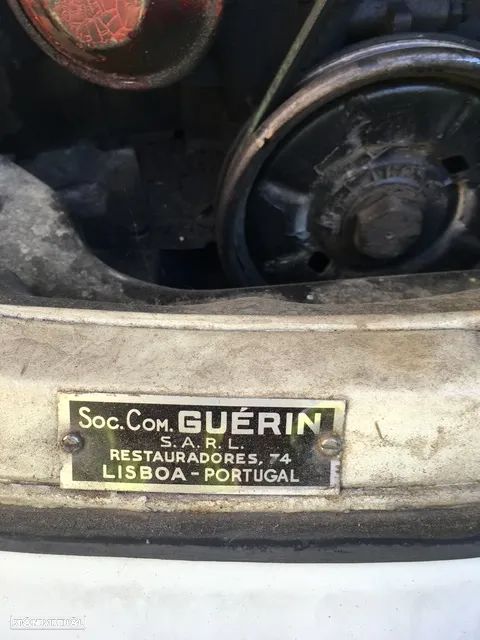 Soc.Com. GUÉRIN
S.A.R.L.
RESTAURADORES, 74
LISBOA - PORTUGAL